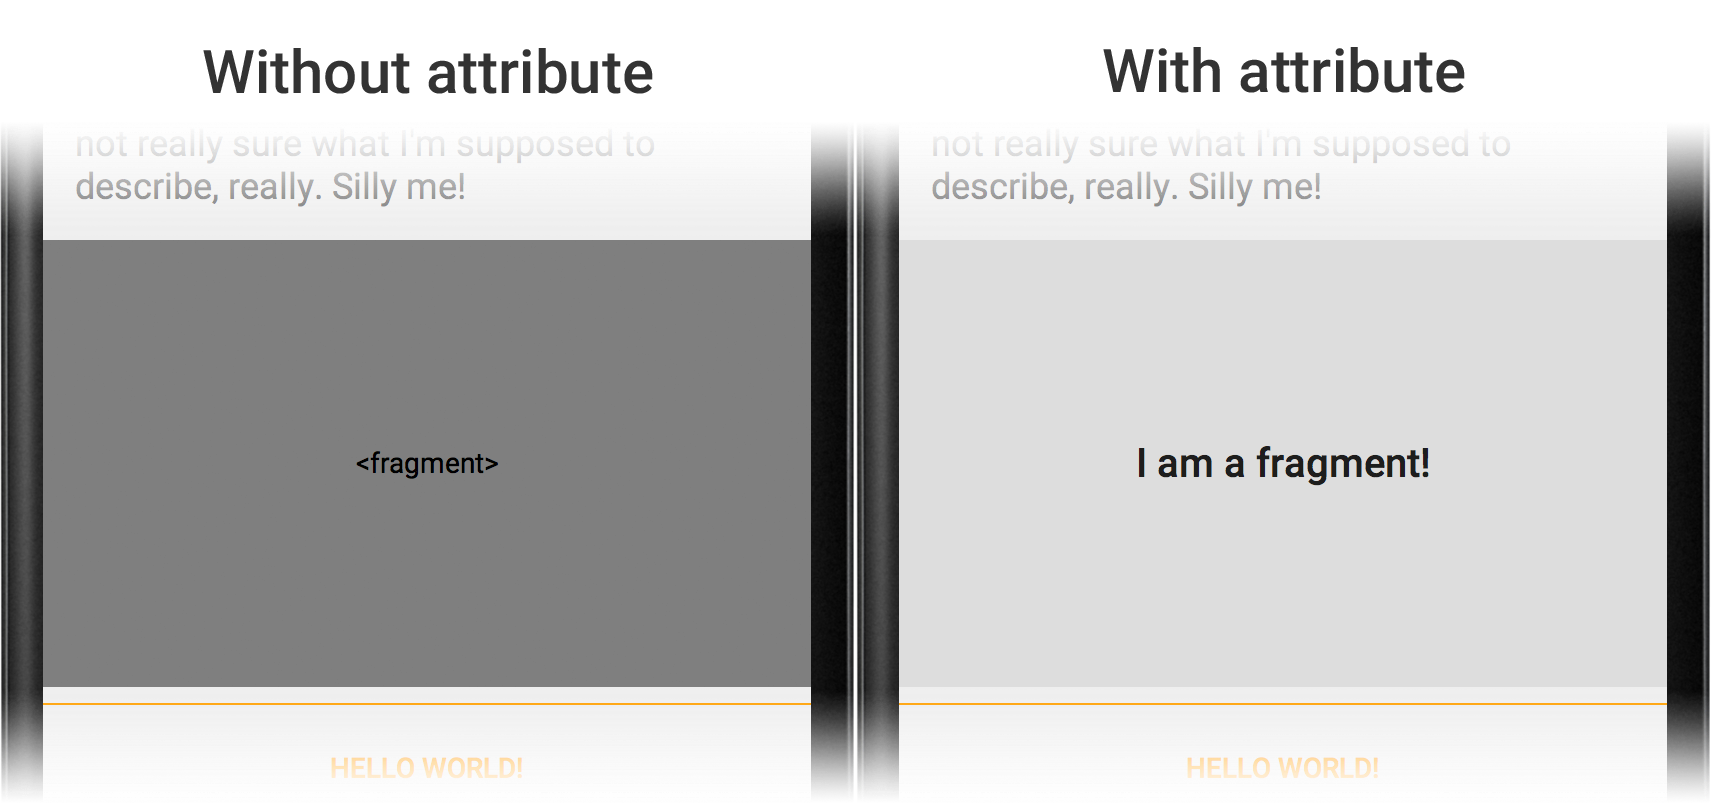 Without attribute
not really sure what I'm supposed to
describe, really. Silly me!
<fragment>
HELLO WORLD!
With attribute
not really sure what I'm supposed to
describe, really. Silly me!
I am a fragment!
HELLO WORLD!